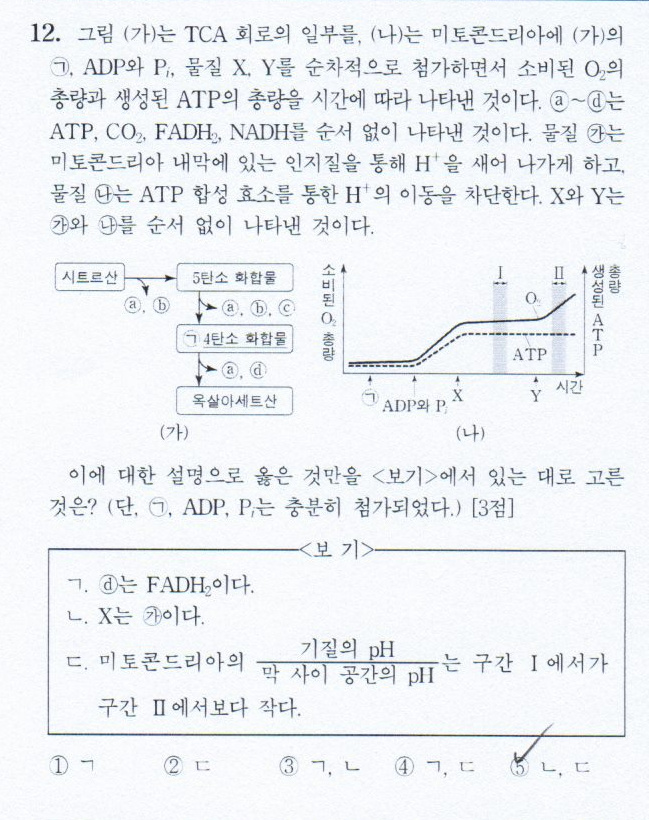 12. 그림 (가)는 TCA 회로의 일부를, (나)는 미토콘드리아에 (가)의
㉠, ADP와 Pᵢ, 물질 X, Y를 순차적으로 첨가하면서 소비된 O₂의
총량과 생성된 ATP의 총량을 시간에 따라 나타낸 것이다. ⓐ~ⓓ는
ATP, CO₂, FADH₂, NADH를 순서 없이 나타낸 것이다. 물질 ㉮는
미토콘드리아 내막에 있는 인지질을 통해 H⁺을 새어 나가게 하고,
물질 ㉯는 ATP 합성 효소를 통한 H⁺의 이동을 차단한다. X와 Y는
㉮와 ㉯를 순서 없이 나타낸 것이다.
시트르산
5탄소 화합물
ⓐ, ⓑ
ⓐ, ⓑ, ⓒ
㉠ 4탄소 화합물
ⓐ, ⓓ
옥살아세트산
(가)
소비된 O₂ 총량
Ⅰ
Ⅱ
O₂
ATP
생성된 ATP 총량
㉠
ADP와 Pᵢ
X
Y
시간
(나)
이에 대한 설명으로 옳은 것만을 <보기>에서 있는 대로 고른
것은? (단, ㉠, ADP, Pᵢ는 충분히 첨가되었다.) [3점]
<보 기>
ㄱ. ⓓ는 FADH₂이다.
ㄴ. X는 ㉮이다.
ㄷ. 미토콘드리아의 기질의 pH / 막 사이 공간의 pH 는 구간 Ⅰ에서가
구간 Ⅱ에서보다 작다.
① ㄱ ② ㄷ ③ ㄱ, ㄴ ④ ㄱ, ㄷ ⑤ ㄴ, ㄷ